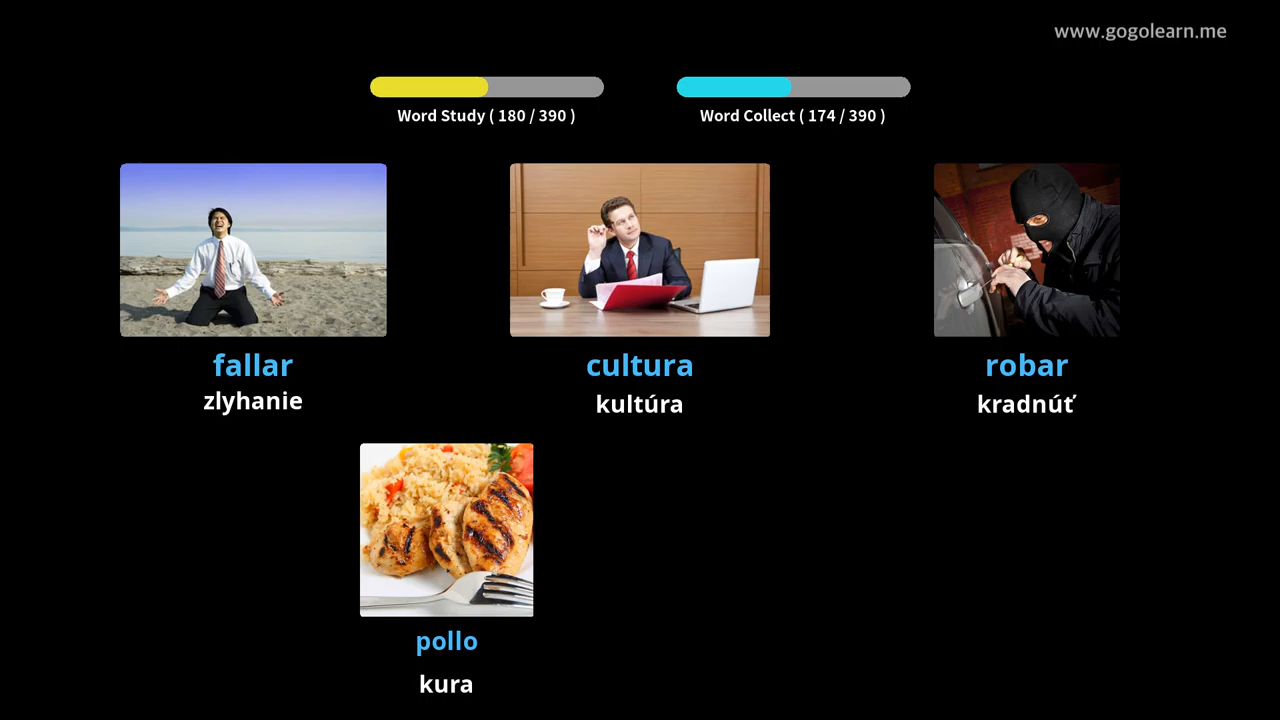 www.gogolearn.me
Word Study ( 180 / 390 )
Word Collect ( 174 / 390 )
fallar
zlyhanie
cultura
kultúra
robar
kradnúť
pollo
kura